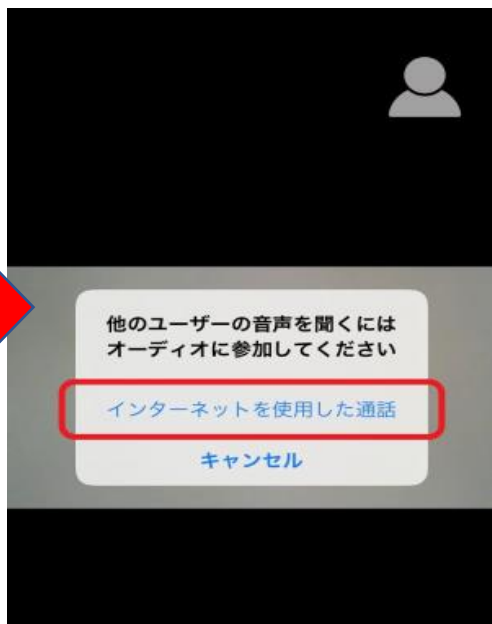 他のユーザーの音声を聞くには
オーディオに参加してください
インターネットを使用した通話
キャンセル